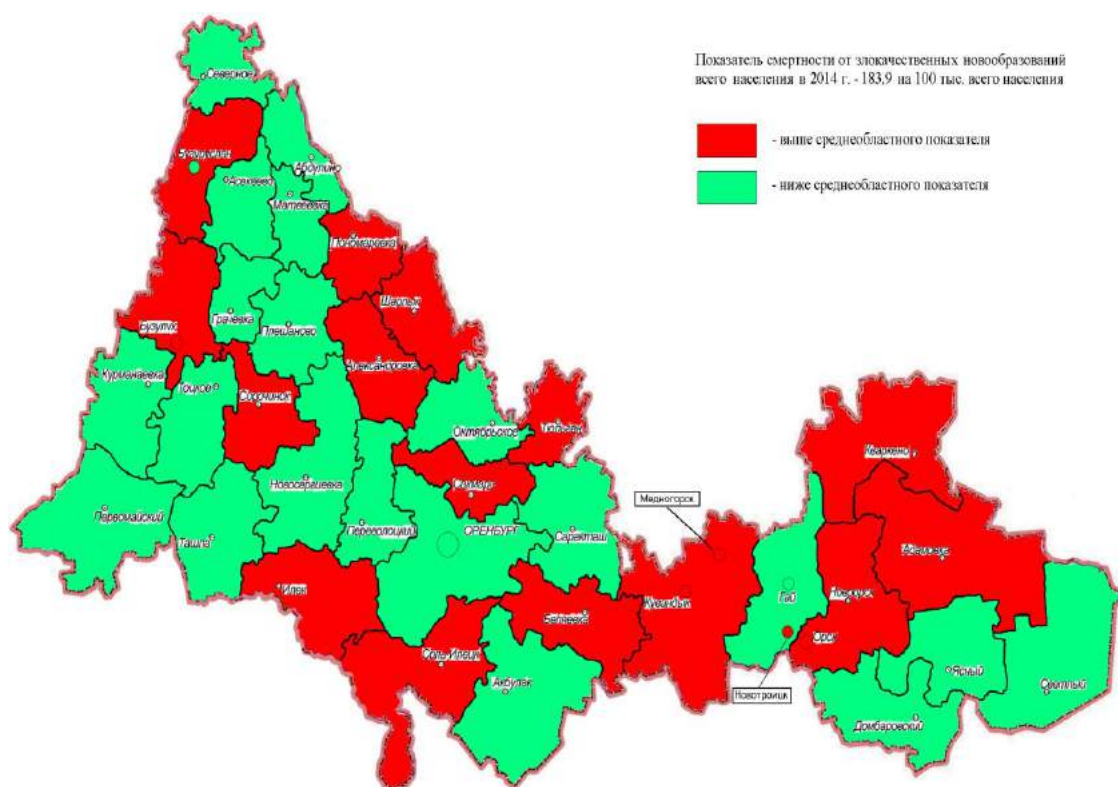 Показатель смертности от злокачественных новообразований
всего населения в 2014 г. - 183,9 на 100 тыс. всего населения
- выше среднеобластного показателя
- ниже среднеобластного показателя
Северное
Абдулино
Асекеево
Матвеевка
Пономаревка
Шарлык
Грачевка
Плешаново
Бузулук
Александровка
Курманаевка
Тоцкое
Сорочинск
Октябрьское
Кваркено
Медногорск
Новосергиевка
Переволоцкий
ОРЕНБУРГ
Саракташ
Первомайский
Ташла
Адамовка
Илек
Беляевка
Кувандык
Гай
Новоорск
Орск
Соль-Илецк
Акбулак
Новотроицк
Ясный
Светлый
Домбаровский